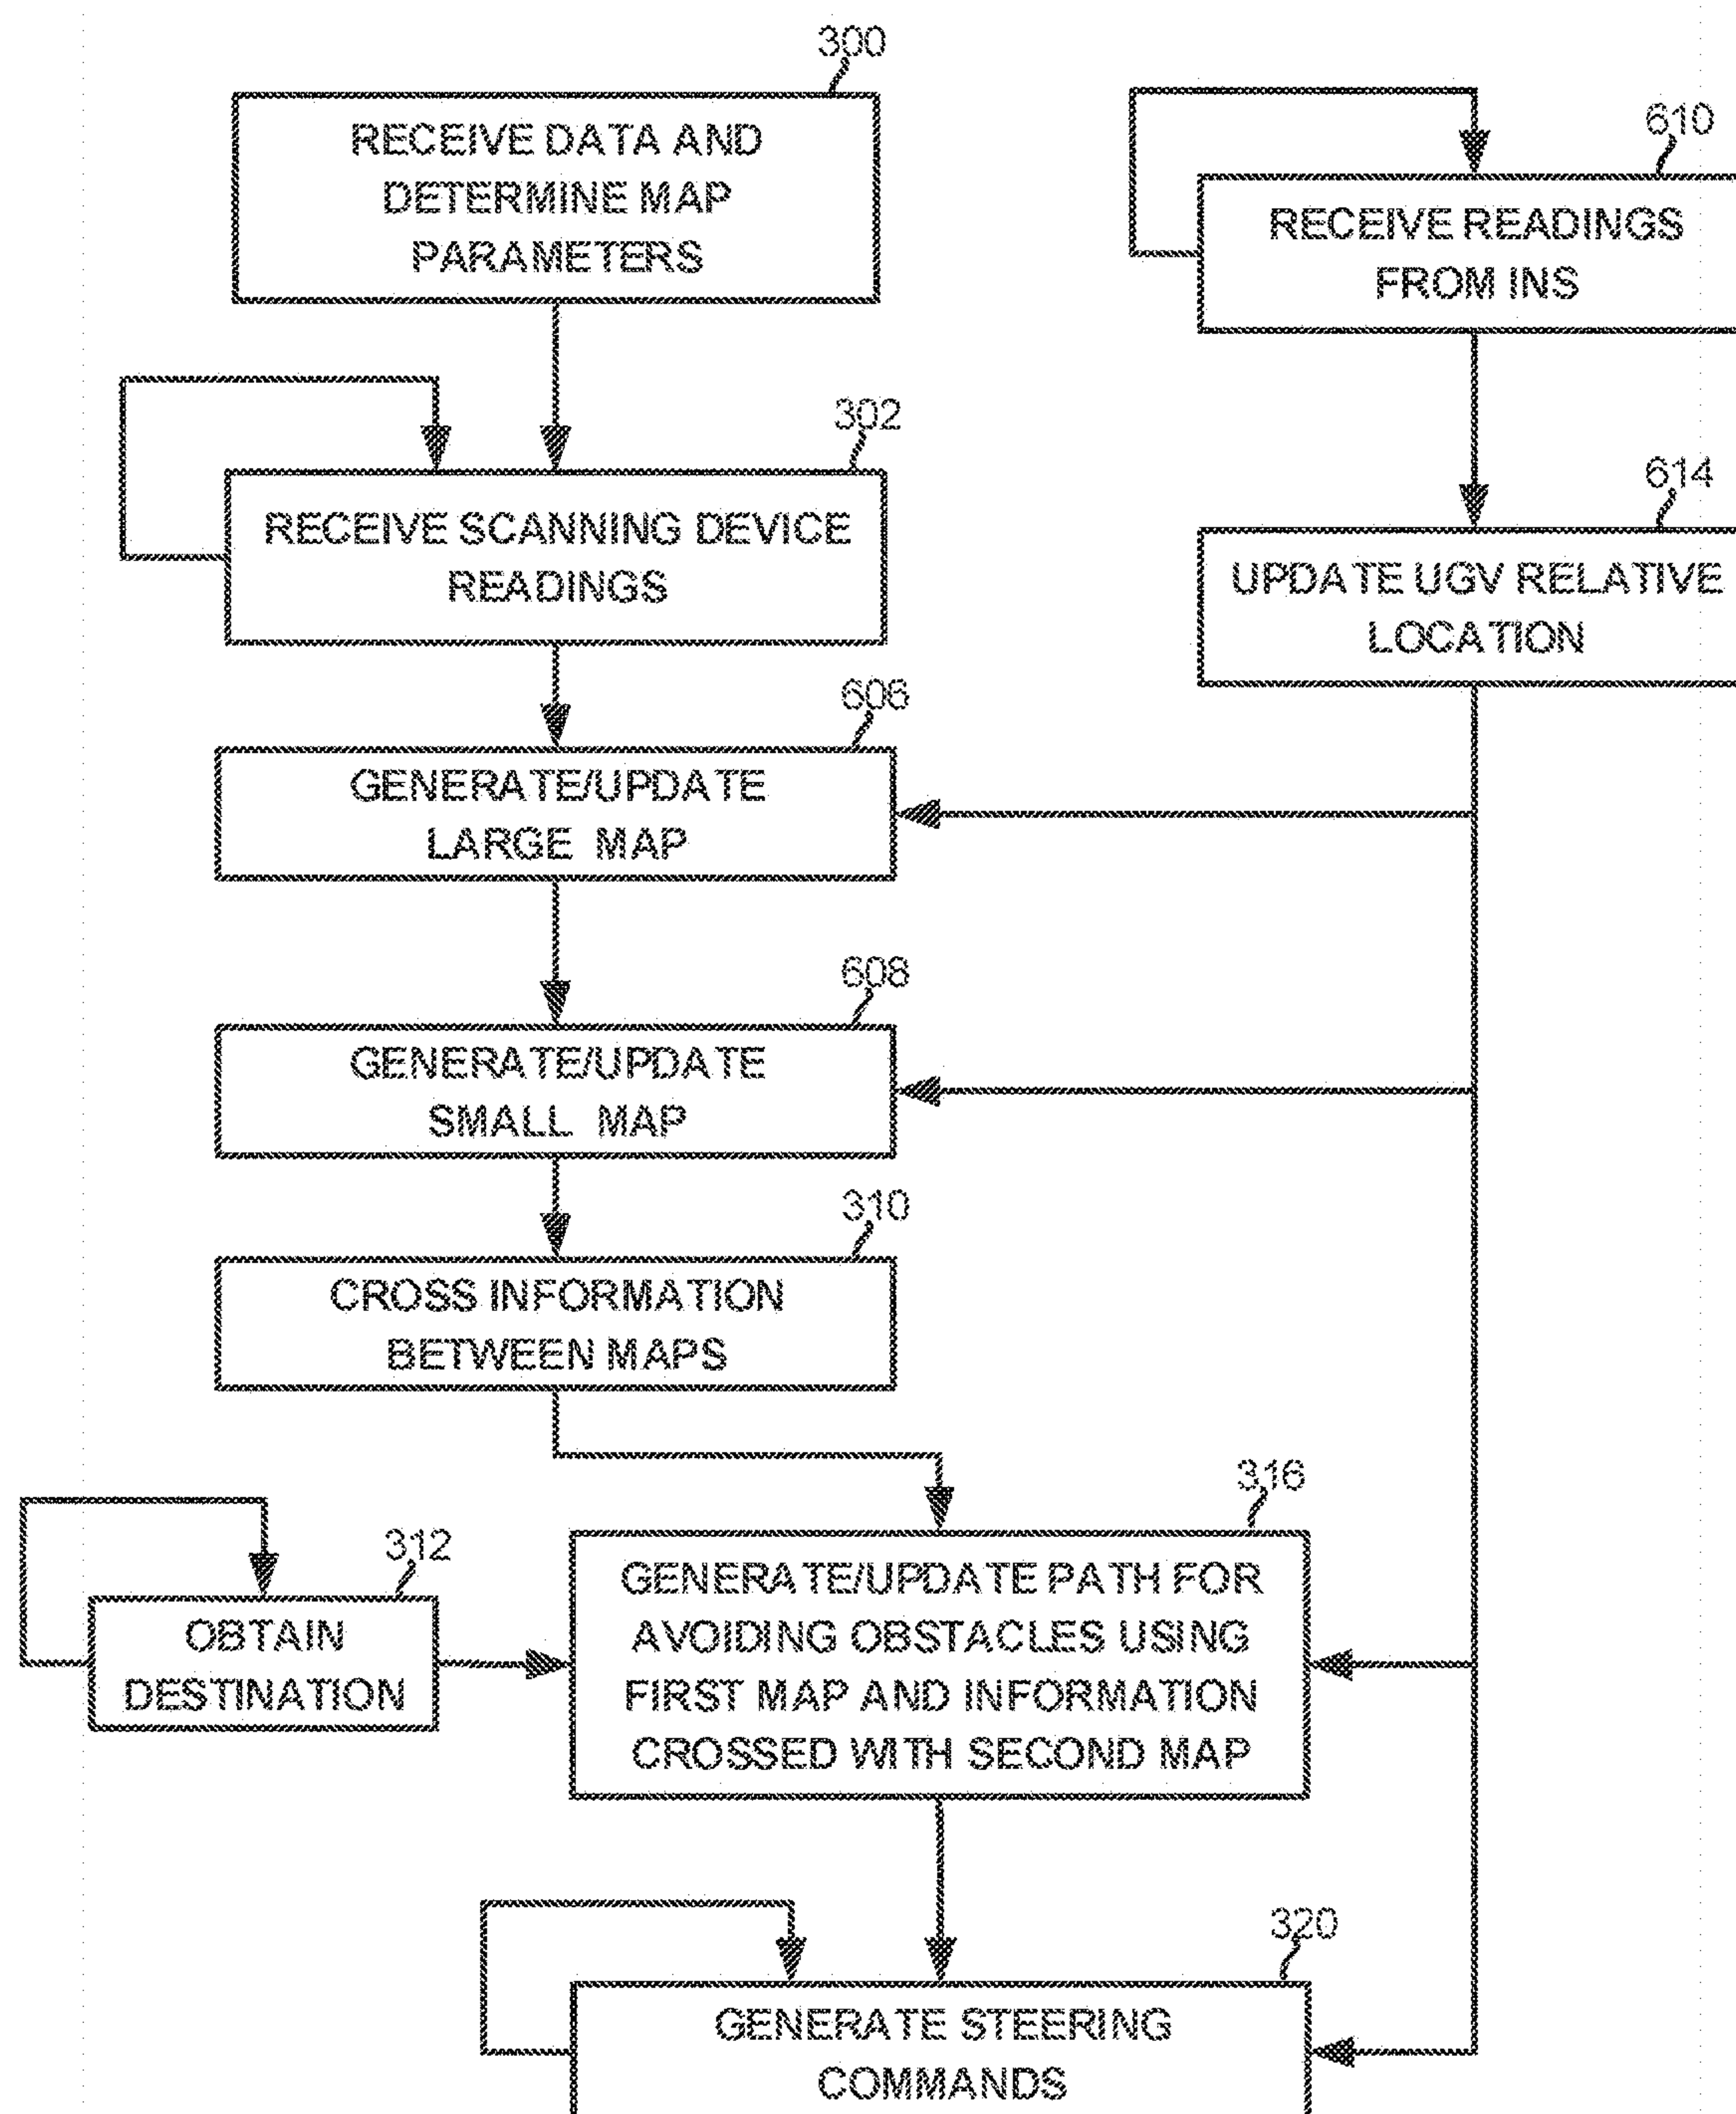 300
RECEIVE DATA AND
DETERMINE MAP
PARAMETERS
610
RECEIVE READINGS
FROM INS
302
RECEIVE SCANNING DEVICE
READINGS
614
UPDATE UGV RELATIVE
LOCATION
606
GENERATE/UPDATE
LARGE MAP
608
GENERATE/UPDATE
SMALL MAP
310
CROSS INFORMATION
BETWEEN MAPS
312
OBTAIN
DESTINATION
316
GENERATE/UPDATE PATH FOR
AVOIDING OBSTACLES USING
FIRST MAP AND INFORMATION
CROSSED WITH SECOND MAP
320
GENERATE STEERING
COMMANDS